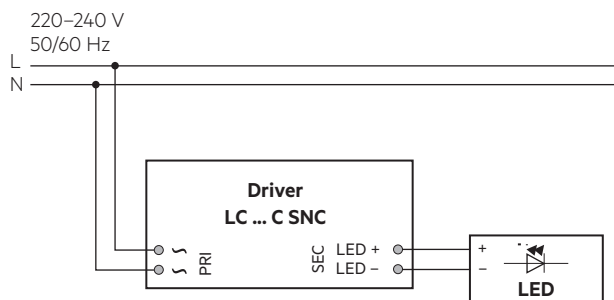 220–240 V
50/60 Hz
L
N
Driver
LC ... C SNC
~ PRI SEC LED + +
~ LED – –
LED